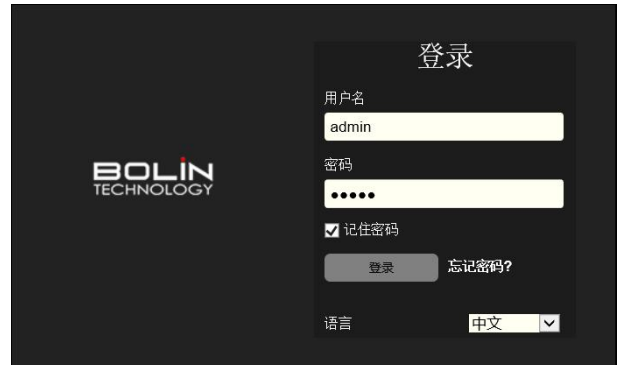 登录
用户名
admin
BOLIN
TECHNOLOGY
密码
•••••
记住密码
登录 忘记密码?
语言 中文